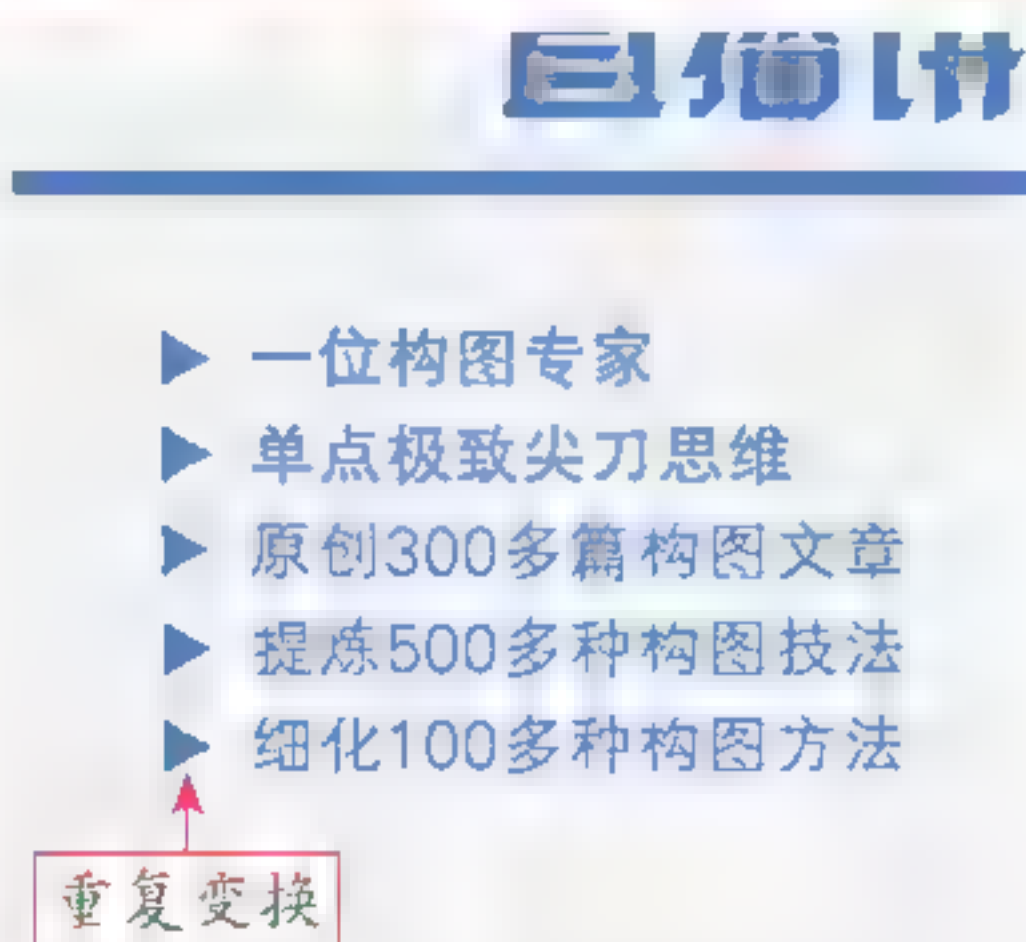 一位构图专家
单点极致尖刀思维
原创300多篇构图文章
提炼500多种构图技法
细化100多种构图方法
重复变换